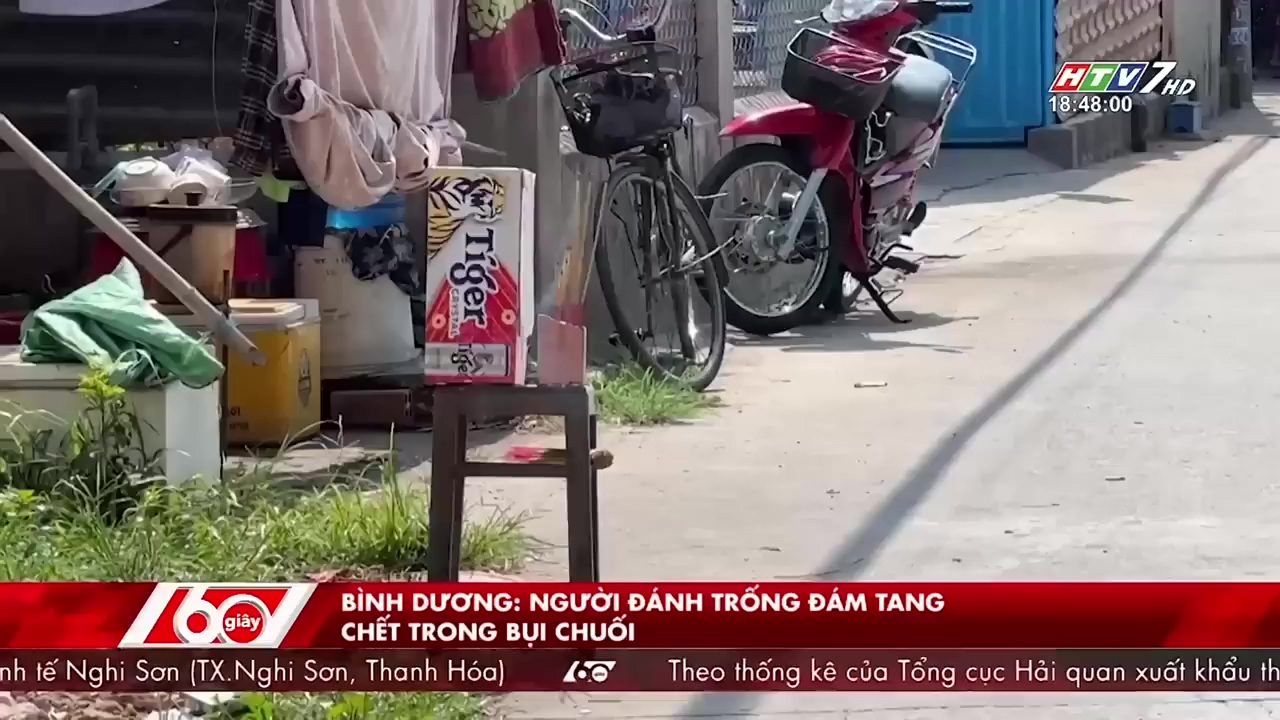 HTV7 HD
18:48:00
Tiger
CRYSTAL
Tiger
60 giây
BÌNH DƯƠNG: NGƯỜI ĐÁNH TRỐNG ĐÁM TANG
CHẾT TRONG BỤI CHUỐI
nh tế Nghi Sơn (TX.Nghi Sơn, Thanh Hóa) 60 Theo thống kê của Tổng cục Hải quan xuất khẩu th